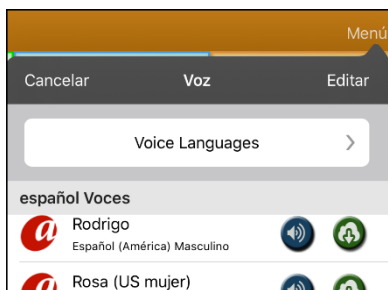 Menú
Cancelar Voz Editar
Voice Languages
español Voces
Rodrigo
Español (América) Masculino
Rosa (US mujer)